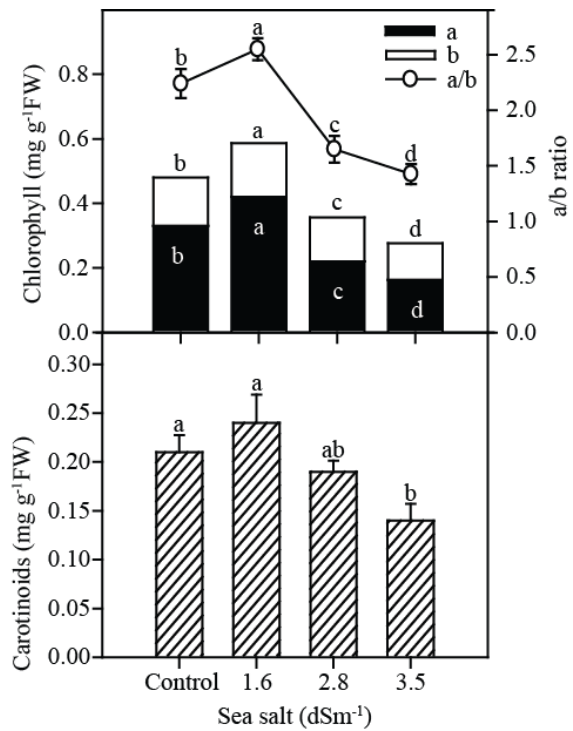 a
b
a/b
Chlorophyll (mg g-1FW)
0.8
0.6
0.4
0.2
0.0
b
a
c
d
b
a
c
d
b
a
c
d
2.5
2.0
1.5
1.0
0.5
0.0
a/b ratio
Carotinoids (mg g-1FW)
0.30
0.25
0.20
0.15
0.10
0.05
0.00
a
a
ab
b
Control 1.6 2.8 3.5
Sea salt (dSm-1)